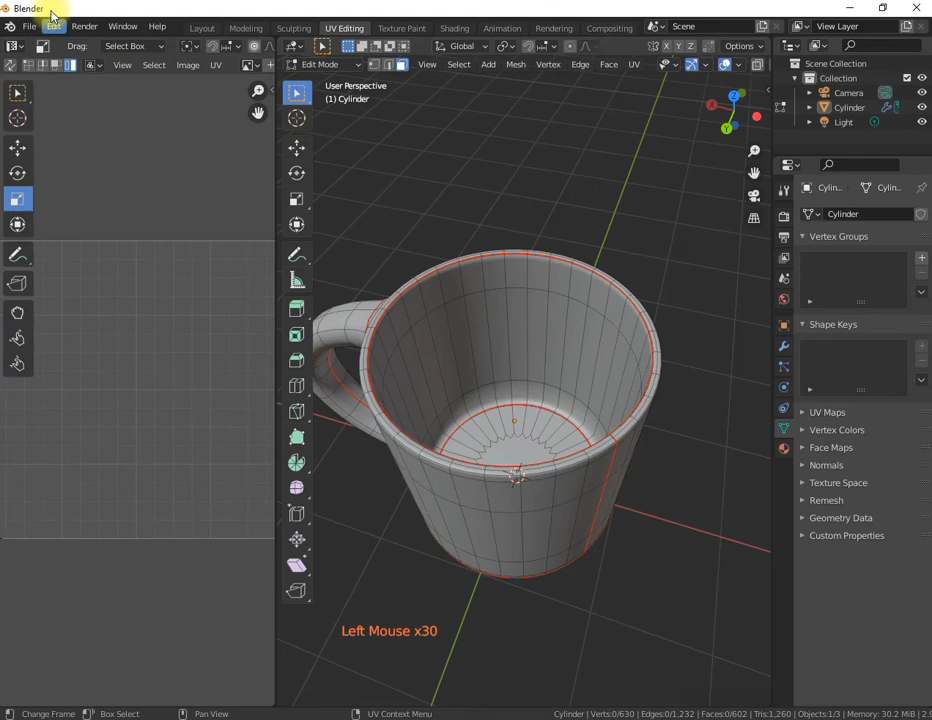 Blender
File Edit Render Window Help Layout Modeling Sculpting UV Editing Texture Paint Shading Animation Rendering Compositing Scene View Layer
Drag: Select Box Global X Y Z Options
View Select Image UV Edit Mode View Select Add Mesh Vertex Edge Face UV
User Perspective
(1) Cylinder
X
Z
Y
Scene Collection
Collection
Camera
Cylinder
Light
Cylin... Cylin...
Cylinder
Vertex Groups
Shape Keys
UV Maps
Vertex Colors
Face Maps
Normals
Texture Space
Remesh
Geometry Data
Custom Properties
Left Mouse x30
Change Frame Box Select Pan View UV Context Menu Cylinder | Verts:0/630 | Edges:0/1,232 | Faces:0/602 | Tris:1,260 | Objects:1/3 | Memory: 30.2 MiB | 2.9